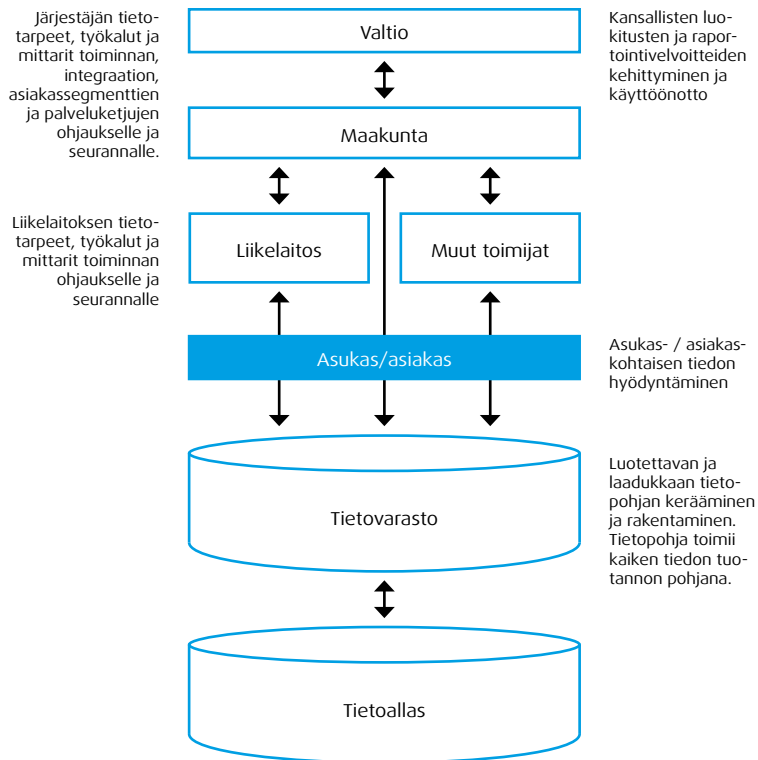 Järjestäjän tieto-
tarpeet, työkalut ja
mittarit toiminnan,
integraation,
asiakassegmenttien
ja palveluketjujen
ohjaukselle ja
seurannalle.
Valtio
Kansallisten luo-
kitusten ja rapor-
tointivelvoitteiden
kehittyminen ja
käyttöönotto
Maakunta
Liikelaitoksen tieto-
tarpeet, työkalut ja
mittarit toiminnan
ohjaukselle ja
seurannalle
Liikelaitos
Muut toimijat
Asukas/asiakas
Asukas- / asiakas-
kohtaisen tiedon
hyödyntäminen
Tietovarasto
Luotettavan ja
laadukkaan tieto-
pohjan kerääminen
ja rakentaminen.
Tietopohja toimii
kaiken tiedon tuo-
tannon pohjana.
Tietoallas